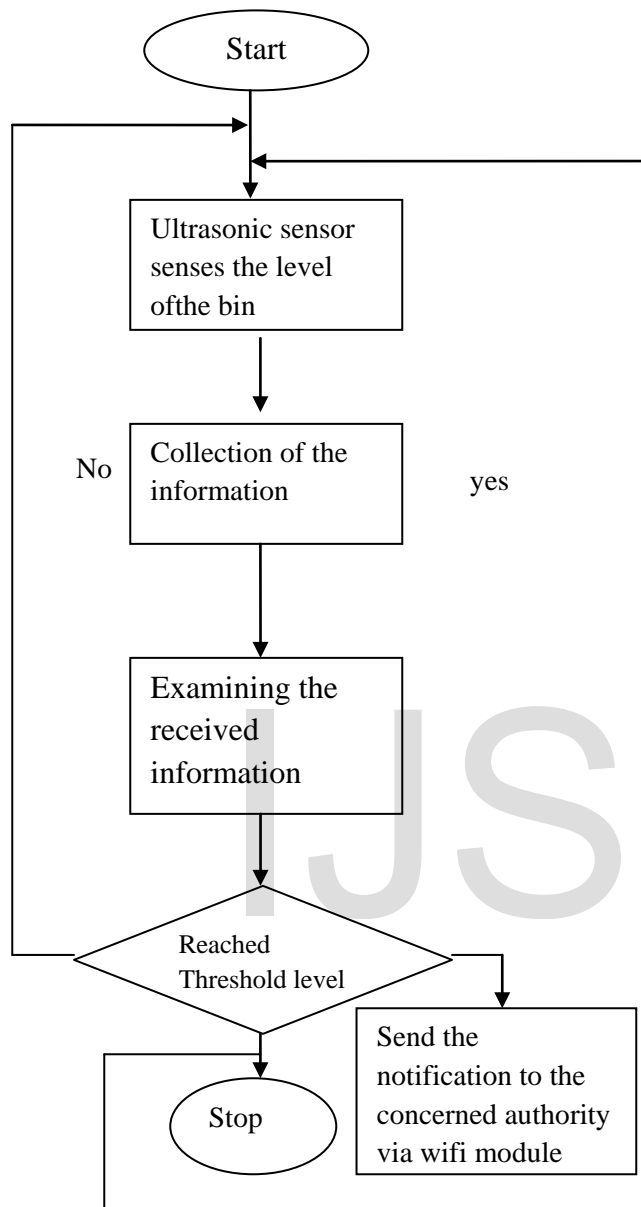 Start
Ultrasonic sensor
senses the level
ofthe bin
No
Collection of the
information
yes
Examining the
received
information
IJS
Reached
Threshold level
Send the
notification to the
concerned authority
via wifi module
Stop